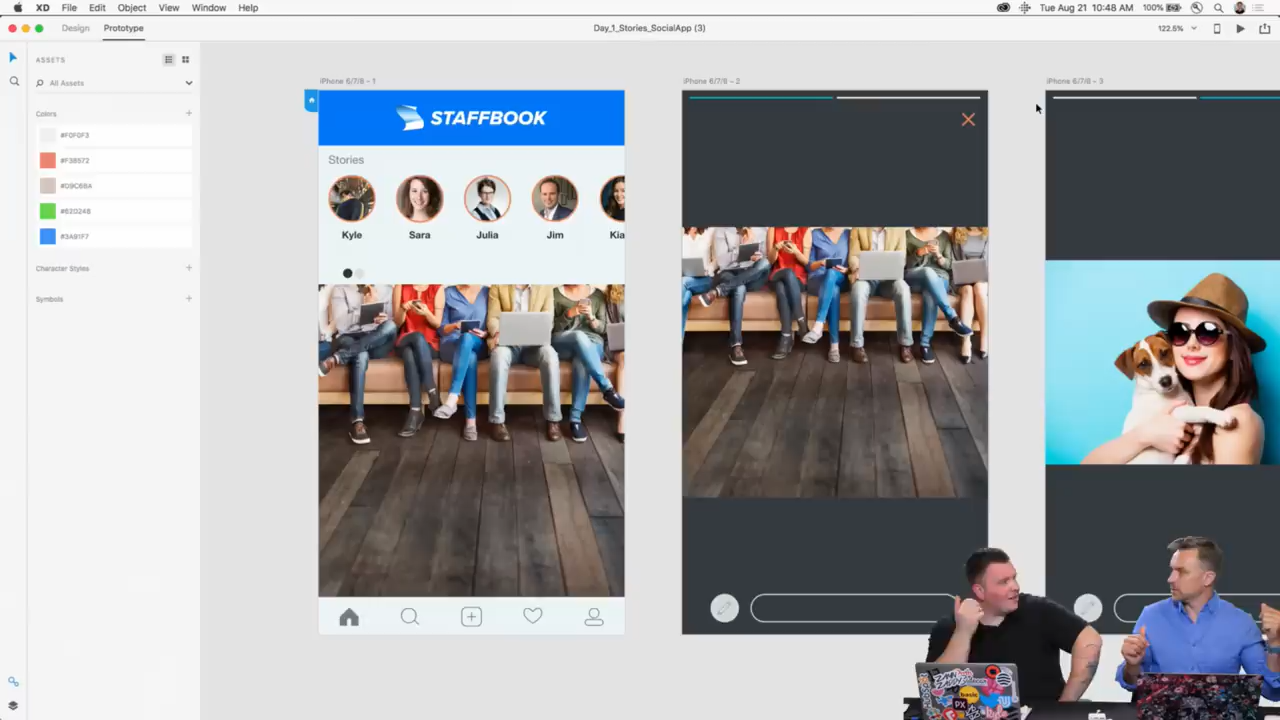 XD File Edit Object View Window Help
Tue Aug 21 10:48 AM 100%
Design Prototype
Day_1_Stories_SocialApp (3)
122.5%
ASSETS
All Assets
Colors
#F0F0F3
#F38572
#D9C6BA
#62D24B
#3A91F7
Character Styles
Symbols
iPhone 6/7/8 – 1
iPhone 6/7/8 – 2
iPhone 6/7/8 – 3
STAFFBOOK
Stories
Kyle Sara Julia Jim Kia
PX